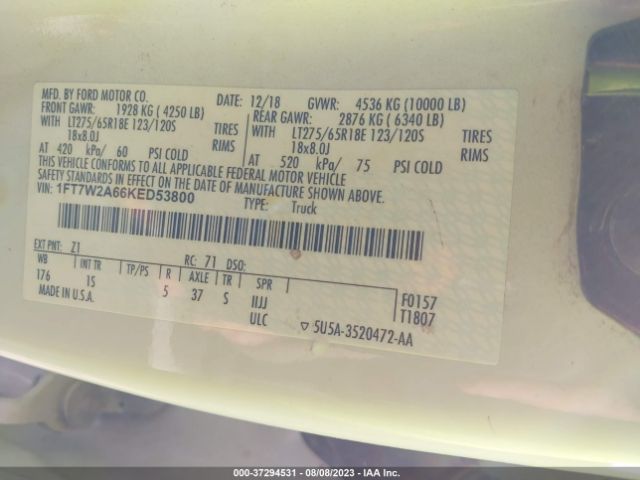 MFD. BY FORD MOTOR CO.
DATE: 12/18 GVWR: 4536 KG (10000 LB)
FRONT GAWR: 1928 KG ( 4250 LB) REAR GAWR: 2876 KG ( 6340 LB)
WITH LT275/65R18E 123/120S TIRES WITH LT275/65R18E 123/120S TIRES
18x8.0J RIMS 18x8.0J RIMS
AT 420 kPa/ 60 PSI COLD AT 520 kPa/ 75 PSI COLD
THIS VEHICLE CONFORMS TO ALL APPLICABLE FEDERAL MOTOR VEHICLE
SAFETY STANDARDS IN EFFECT ON THE DATE OF MANUFACTURE SHOWN ABOVE.
VIN: 1FT7W2A66KED53800
TYPE: Truck
EXT PNT: Z1 RC: 71 DSO:
WB INT TR TP/PS R AXLE TR SPR
176 15 5 37 S IIJJ F0157
MADE IN U.S.A. ULC T1807
5U5A-3520472-AA
000-37294531 - 08/08/2023 - IAA Inc.